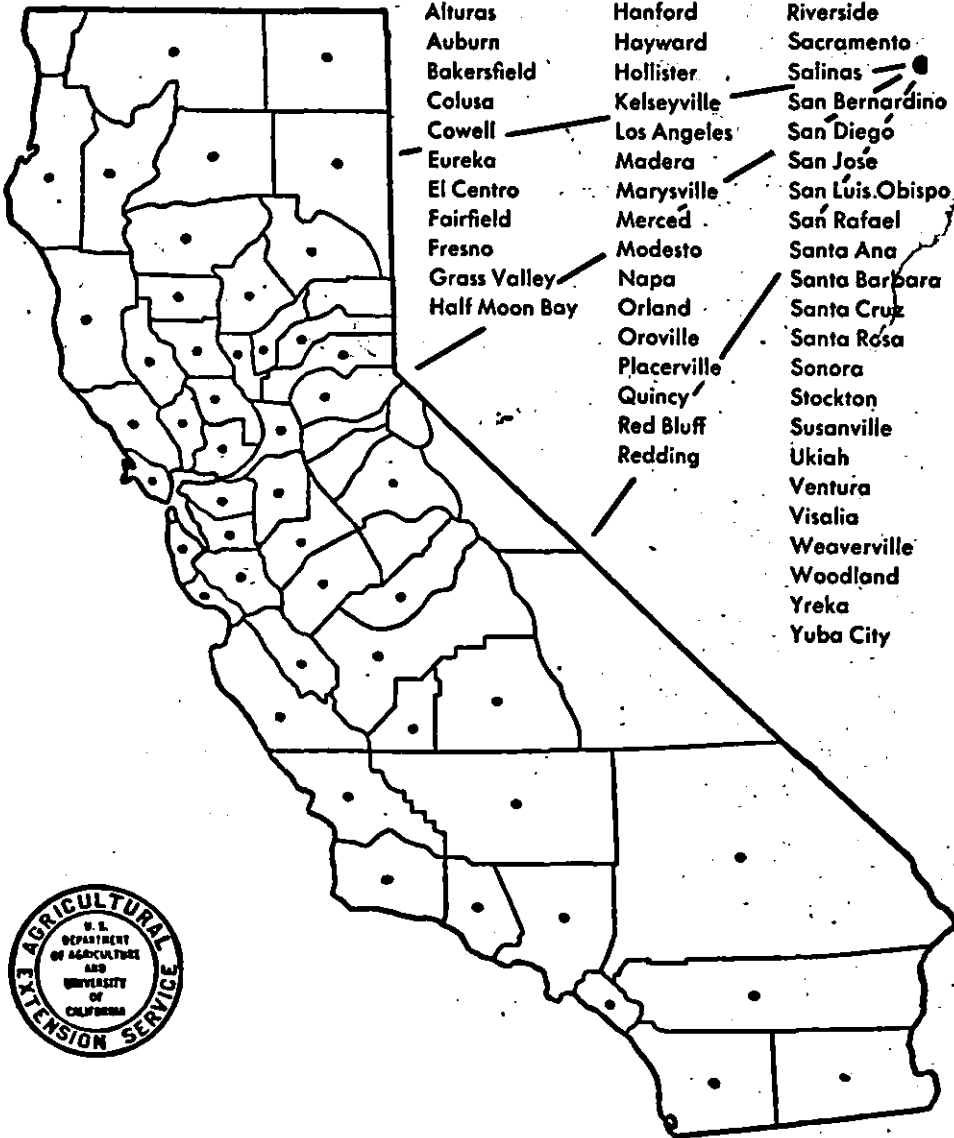 Alturas
Auburn
Bakersfield
Colusa
Cowell
Eureka
El Centro
Fairfield
Fresno
Grass Valley
Half Moon Bay
Hanford
Hayward
Hollister
Kelseyville
Los Angeles
Madera
Marysville
Merced
Modesto
Napa
Orland
Oroville
Placerville
Quincy
Red Bluff
Redding
Riverside
Sacramento
Salinas
San Bernardino
San Diego
San Jose
San Luis Obispo
San Rafael
Santa Ana
Santa Barbara
Santa Cruz
Santa Rosa
Sonora
Stockton
Susanville
Ukiah
Ventura
Visalia
Weaverville
Woodland
Yreka
Yuba City
AGRICULTURAL
EXTENSION SERVICE
U. S.
DEPARTMENT
OF AGRICULTURE
AND
UNIVERSITY
OF
CALIFORNIA